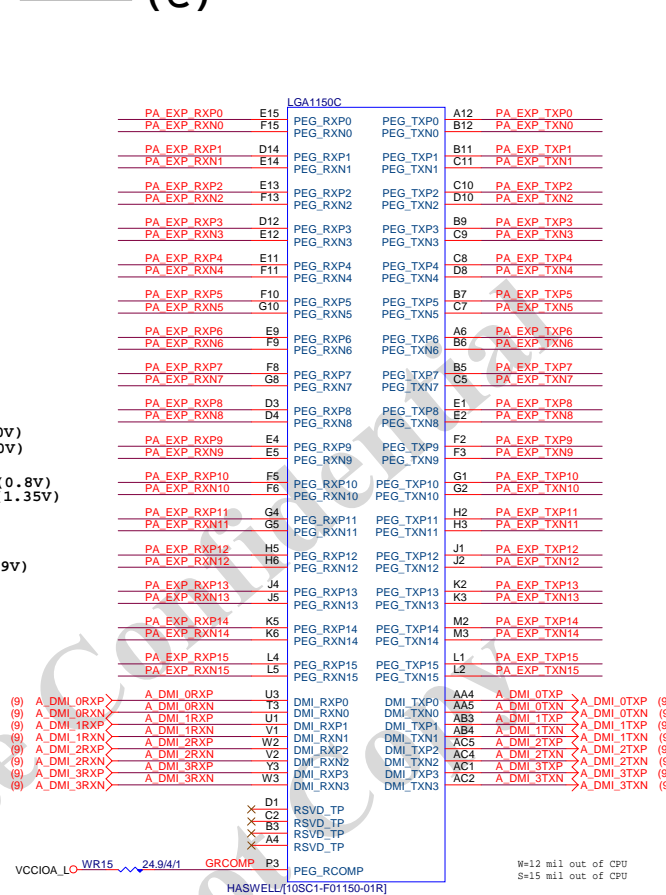 (C)
LGA1150C
PA_EXP_RXP0 E15 PEG_RXP0 PEG_TXP0 A12 PA_EXP_TXP0
PA_EXP_RXN0 F15 PEG_RXN0 PEG_TXN0 B12 PA_EXP_TXN0
PA_EXP_RXP1 D14 PEG_RXP1 PEG_TXP1 B11 PA_EXP_TXP1
PA_EXP_RXN1 E14 PEG_RXN1 PEG_TXN1 C11 PA_EXP_TXN1
PA_EXP_RXP2 E13 PEG_RXP2 PEG_TXP2 C10 PA_EXP_TXP2
PA_EXP_RXN2 F13 PEG_RXN2 PEG_TXN2 D10 PA_EXP_TXN2
PA_EXP_RXP3 D12 PEG_RXP3 PEG_TXP3 B9 PA_EXP_TXP3
PA_EXP_RXN3 E12 PEG_RXN3 PEG_TXN3 C9 PA_EXP_TXN3
PA_EXP_RXP4 E11 PEG_RXP4 PEG_TXP4 C8 PA_EXP_TXP4
PA_EXP_RXN4 F11 PEG_RXN4 PEG_TXN4 D8 PA_EXP_TXN4
PA_EXP_RXP5 F10 PEG_RXP5 PEG_TXP5 B7 PA_EXP_TXP5
PA_EXP_RXN5 G10 PEG_RXN5 PEG_TXN5 C7 PA_EXP_TXN5
PA_EXP_RXP6 E9 PEG_RXP6 PEG_TXP6 A6 PA_EXP_TXP6
PA_EXP_RXN6 F9 PEG_RXN6 PEG_TXN6 B6 PA_EXP_TXN6
PA_EXP_RXP7 F8 PEG_RXP7 PEG_TXP7 B5 PA_EXP_TXP7
PA_EXP_RXN7 G8 PEG_RXN7 PEG_TXN7 C5 PA_EXP_TXN7
PA_EXP_RXP8 D3 PEG_RXP8 PEG_TXP8 E1 PA_EXP_TXP8
PA_EXP_RXN8 D4 PEG_RXN8 PEG_TXN8 E2 PA_EXP_TXN8
0V)
PA_EXP_RXP9 E4 PEG_RXP9 PEG_TXP9 F2 PA_EXP_TXP9
0V)
PA_EXP_RXN9 E5 PEG_RXN9 PEG_TXN9 F3 PA_EXP_TXN9
(0.8V)
PA_EXP_RXP10 F5 PEG_RXP10 PEG_TXP10 G1 PA_EXP_TXP10
1.35V)
PA_EXP_RXN10 F6 PEG_RXN10 PEG_TXN10 G2 PA_EXP_TXN10
PA_EXP_RXP11 G4 PEG_RXP11 PEG_TXP11 H2 PA_EXP_TXP11
PA_EXP_RXN11 G5 PEG_RXN11 PEG_TXN11 H3 PA_EXP_TXN11
PA_EXP_RXP12 H5 PEG_RXP12 PEG_TXP12 J1 PA_EXP_TXP12
9V)
PA_EXP_RXN12 H6 PEG_RXN12 PEG_TXN12 J2 PA_EXP_TXN12
PA_EXP_RXP13 J4 PEG_RXP13 PEG_TXP13 K2 PA_EXP_TXP13
PA_EXP_RXN13 J5 PEG_RXN13 PEG_TXN13 K3 PA_EXP_TXN13
PA_EXP_RXP14 K5 PEG_RXP14 PEG_TXP14 M2 PA_EXP_TXP14
PA_EXP_RXN14 K6 PEG_RXN14 PEG_TXN14 M3 PA_EXP_TXN14
PA_EXP_RXP15 L4 PEG_RXP15 PEG_TXP15 L1 PA_EXP_TXP15
PA_EXP_RXN15 L5 PEG_RXN15 PEG_TXN15 L2 PA_EXP_TXN15
(9) A_DMI_0RXP A_DMI_0RXP U3 DMI_RXP0 DMI_TXP0 AA4 A_DMI_0TXP A_DMI_0TXP (9
(9) A_DMI_0RXN A_DMI_0RXN T3 DMI_RXN0 DMI_TXN0 AA5 A_DMI_0TXN A_DMI_0TXN (9
(9) A_DMI_1RXP A_DMI_1RXP U1 DMI_RXP1 DMI_TXP1 AB3 A_DMI_1TXP A_DMI_1TXP (9
(9) A_DMI_1RXN A_DMI_1RXN V1 DMI_RXN1 DMI_TXN1 AB4 A_DMI_1TXN A_DMI_1TXN (9
(9) A_DMI_2RXP A_DMI_2RXP W2 DMI_RXP2 DMI_TXP2 AC5 A_DMI_2TXP A_DMI_2TXP (9
(9) A_DMI_2RXN A_DMI_2RXN V2 DMI_RXN2 DMI_TXN2 AC4 A_DMI_2TXN A_DMI_2TXN (9
(9) A_DMI_3RXP A_DMI_3RXP Y3 DMI_RXP3 DMI_TXP3 AC1 A_DMI_3TXP A_DMI_3TXP (9
(9) A_DMI_3RXN A_DMI_3RXN W3 DMI_RXN3 DMI_TXN3 AC2 A_DMI_3TXN A_DMI_3TXN (9
D1 RSVD_TP
C2 RSVD_TP
B3 RSVD_TP
A4 RSVD_TP
VCCIOA_L WR15 24.9/4/1 GRCOMP P3 PEG_RCOMP
W=12 mil out of CPU
S=15 mil out of CPU
HASWELL/[10SC1-F01150-01R]
Confidential
Not Copy